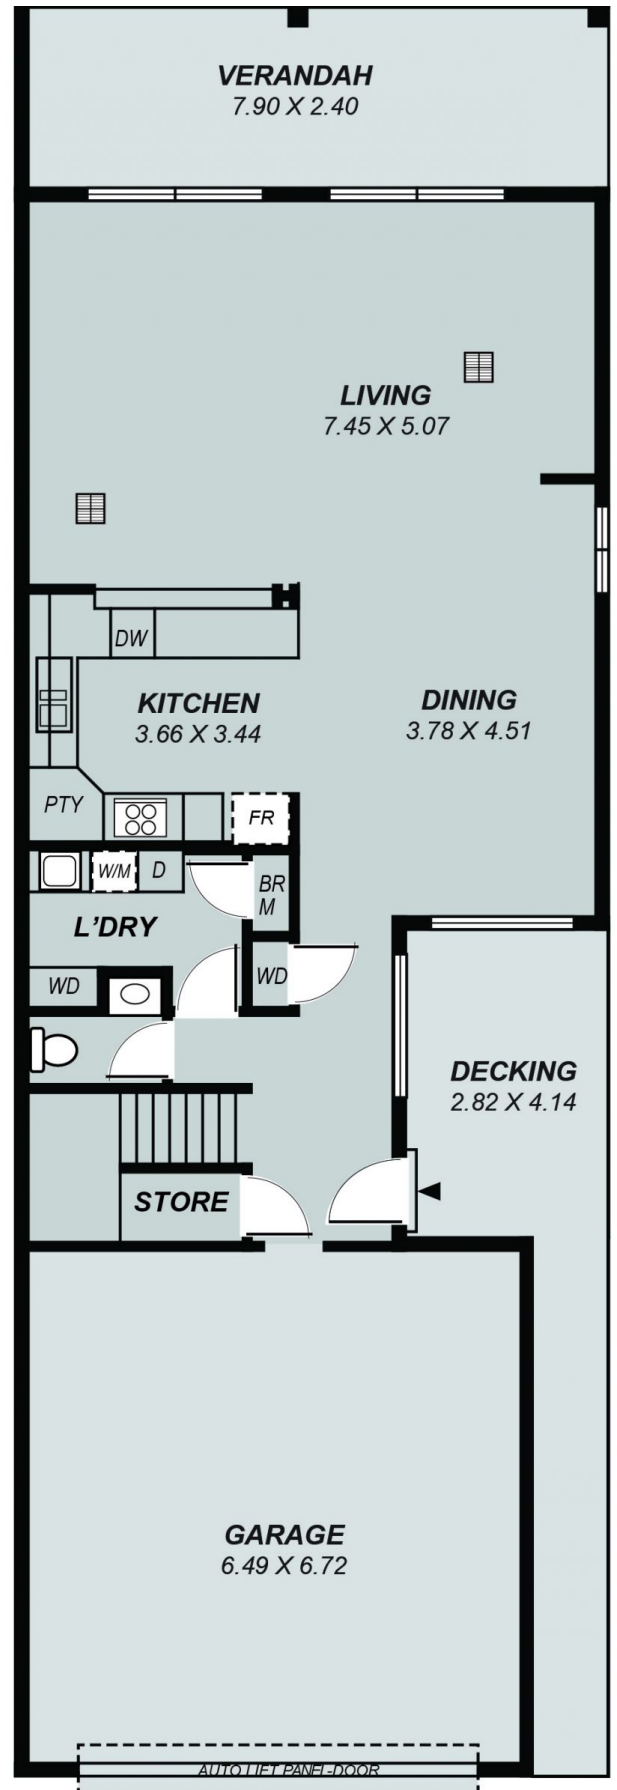 VERANDAH
7.90 X 2.40
LIVING
7.45 X 5.07
DW
KITCHEN
3.66 X 3.44
DINING
3.78 X 4.51
PTY
FR
W/M
D
BR
M
L'DRY
WD
WD
DECKING
2.82 X 4.14
STORE
GARAGE
6.49 X 6.72
AUTO LIFT PANEL-DOOR